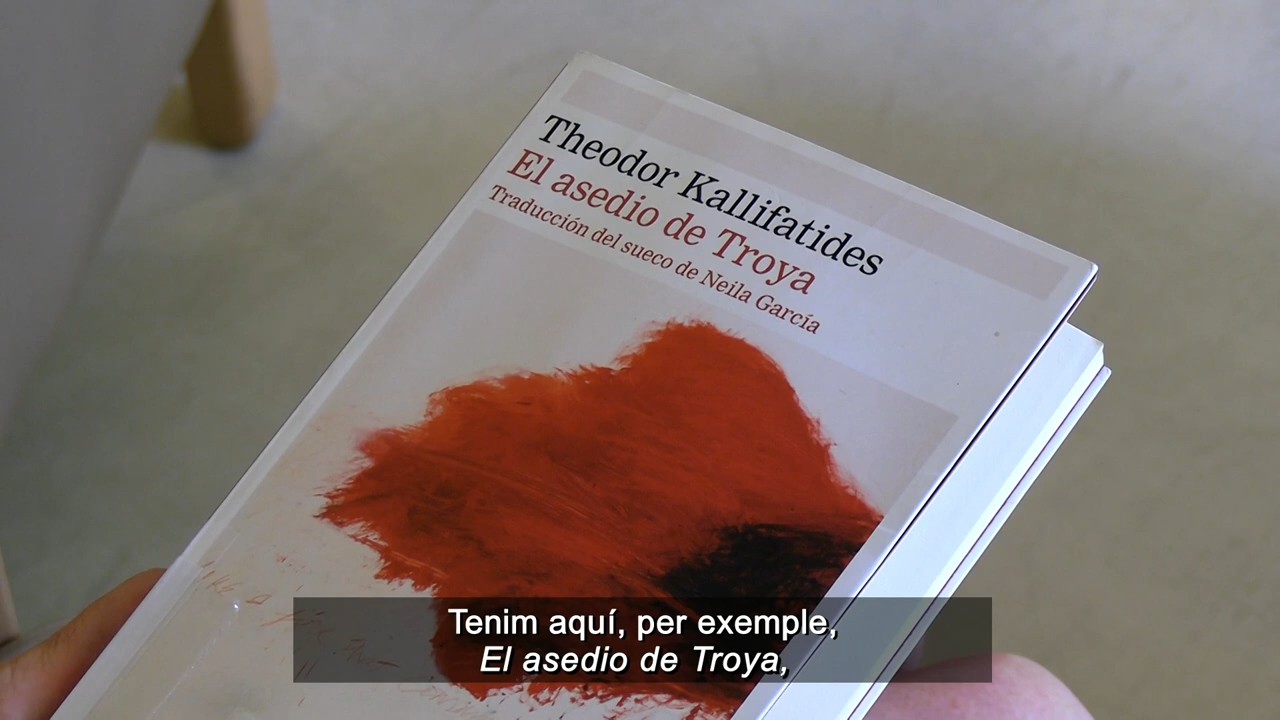 Theodor Kallifatides
El asedio de Troya
Traducción del sueco de Neila García
Tenim aquí, per exemple,
El asedio de Troya,